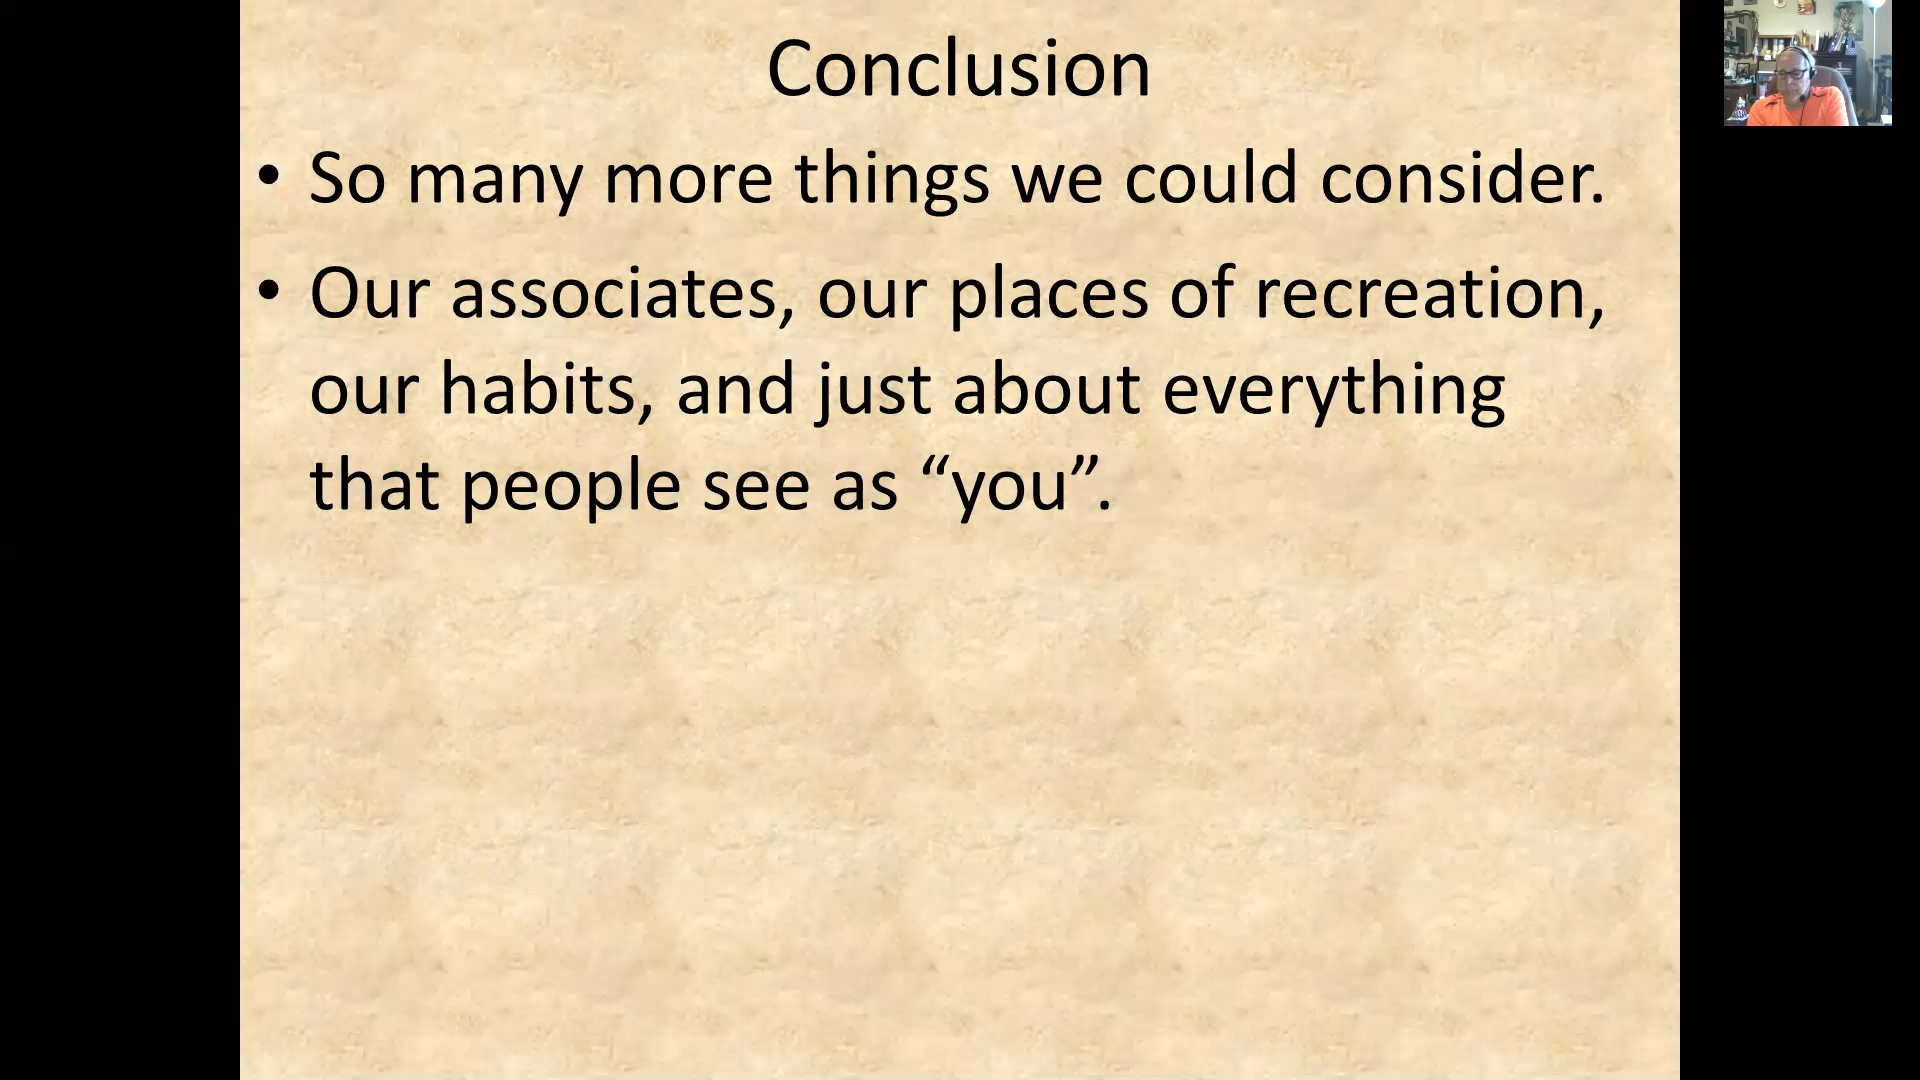 Conclusion
• So many more things we could consider.
• Our associates, our places of recreation,
our habits, and just about everything
that people see as “you”.